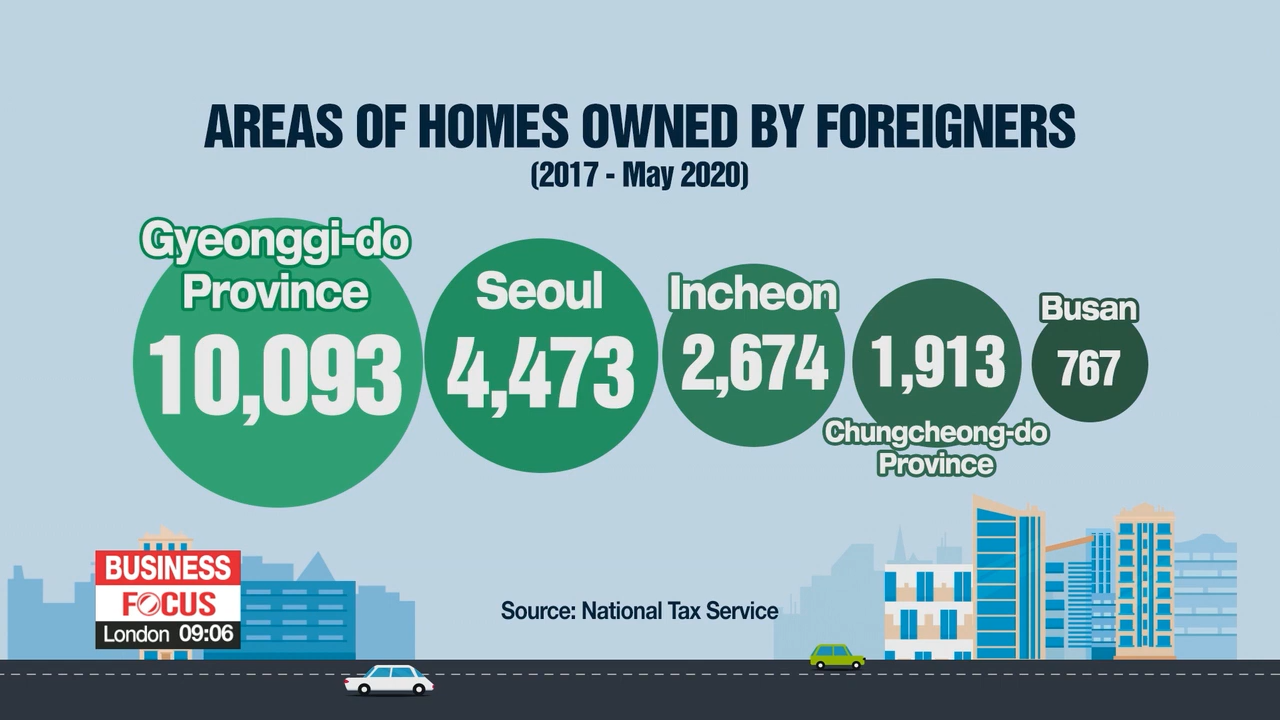 AREAS OF HOMES OWNED BY FOREIGNERS
(2017 - May 2020)
Gyeonggi-do
Province
10,093
Seoul
4,473
Incheon
2,674
1,913
Chungcheong-do
Province
Busan
767
BUSINESS
FOCUS
London 09:06
Source: National Tax Service